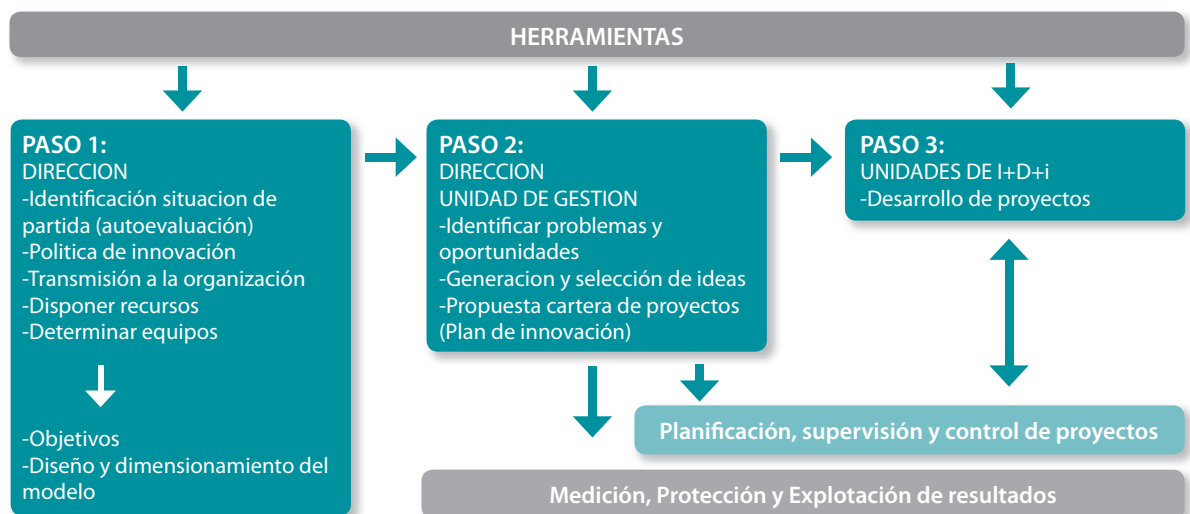 HERRAMIENTAS
PASO 1:
DIRECCION
-Identificación situacion de
partida (autoevaluación)
-Politica de innovación
-Transmisión a la organización
-Disponer recursos
-Determinar equipos
-Objetivos
-Diseño y dimensionamiento del
modelo
PASO 2:
DIRECCION
UNIDAD DE GESTION
-Identificar problemas y
oportunidades
-Generacion y selección de ideas
-Propuesta cartera de proyectos
(Plan de innovación)
PASO 3:
UNIDADES DE I+D+i
-Desarrollo de proyectos
Planificación, supervisión y control de proyectos
Medición, Protección y Explotación de resultados